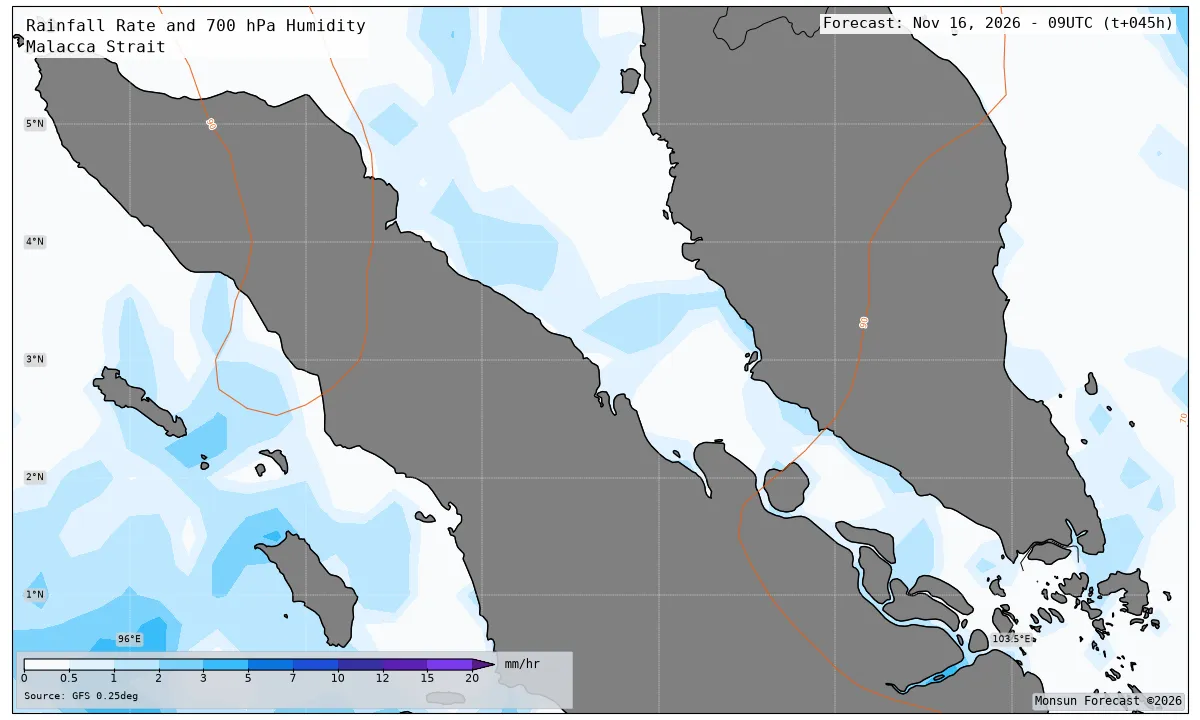 Rainfall Rate and 700 hPa Humidity
Malacca Strait
Forecast: Nov 16, 2026 - 09UTC (t+045h)
5°N
4°N
3°N
2°N
1°N
96°E
103.5°E
90
70
0 0.5 1 2 3 5 7 10 12 15 20
mm/hr
Source: GFS 0.25deg
Monsun Forecast ©2026